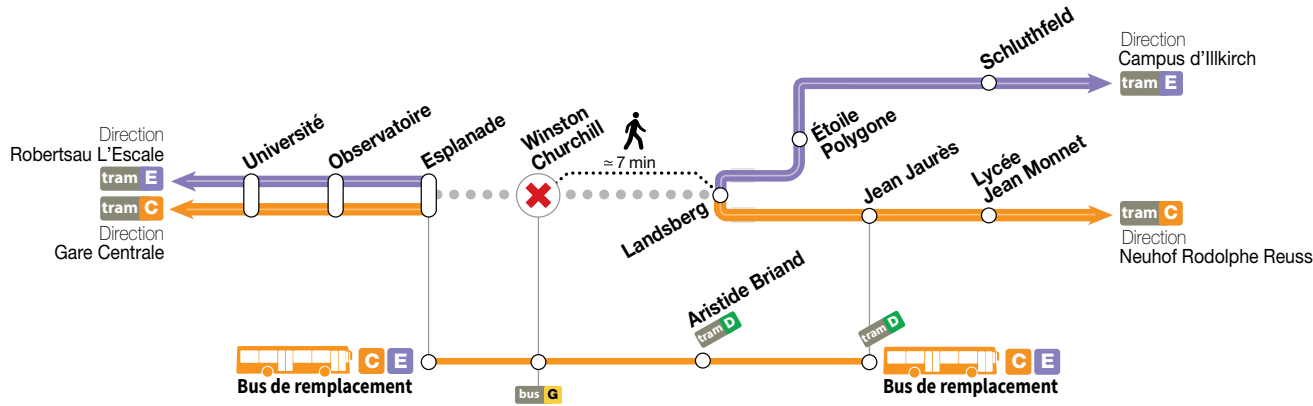 Direction
Robertsau L'Escale
tram E
tram C
Direction
Gare Centrale
Université
Observatoire
Esplanade
Winston
Churchill
≃ 7 min
Landsberg
Étoile
Polygone
Schluthfeld
Jean Jaurès
Lycée
Jean Monnet
Direction
Campus d'Illkirch
tram E
tram C
Direction
Neuhof Rodolphe Reuss
Aristide Briand
tram D
tram D
C E
Bus de remplacement
bus G
C E
Bus de remplacement